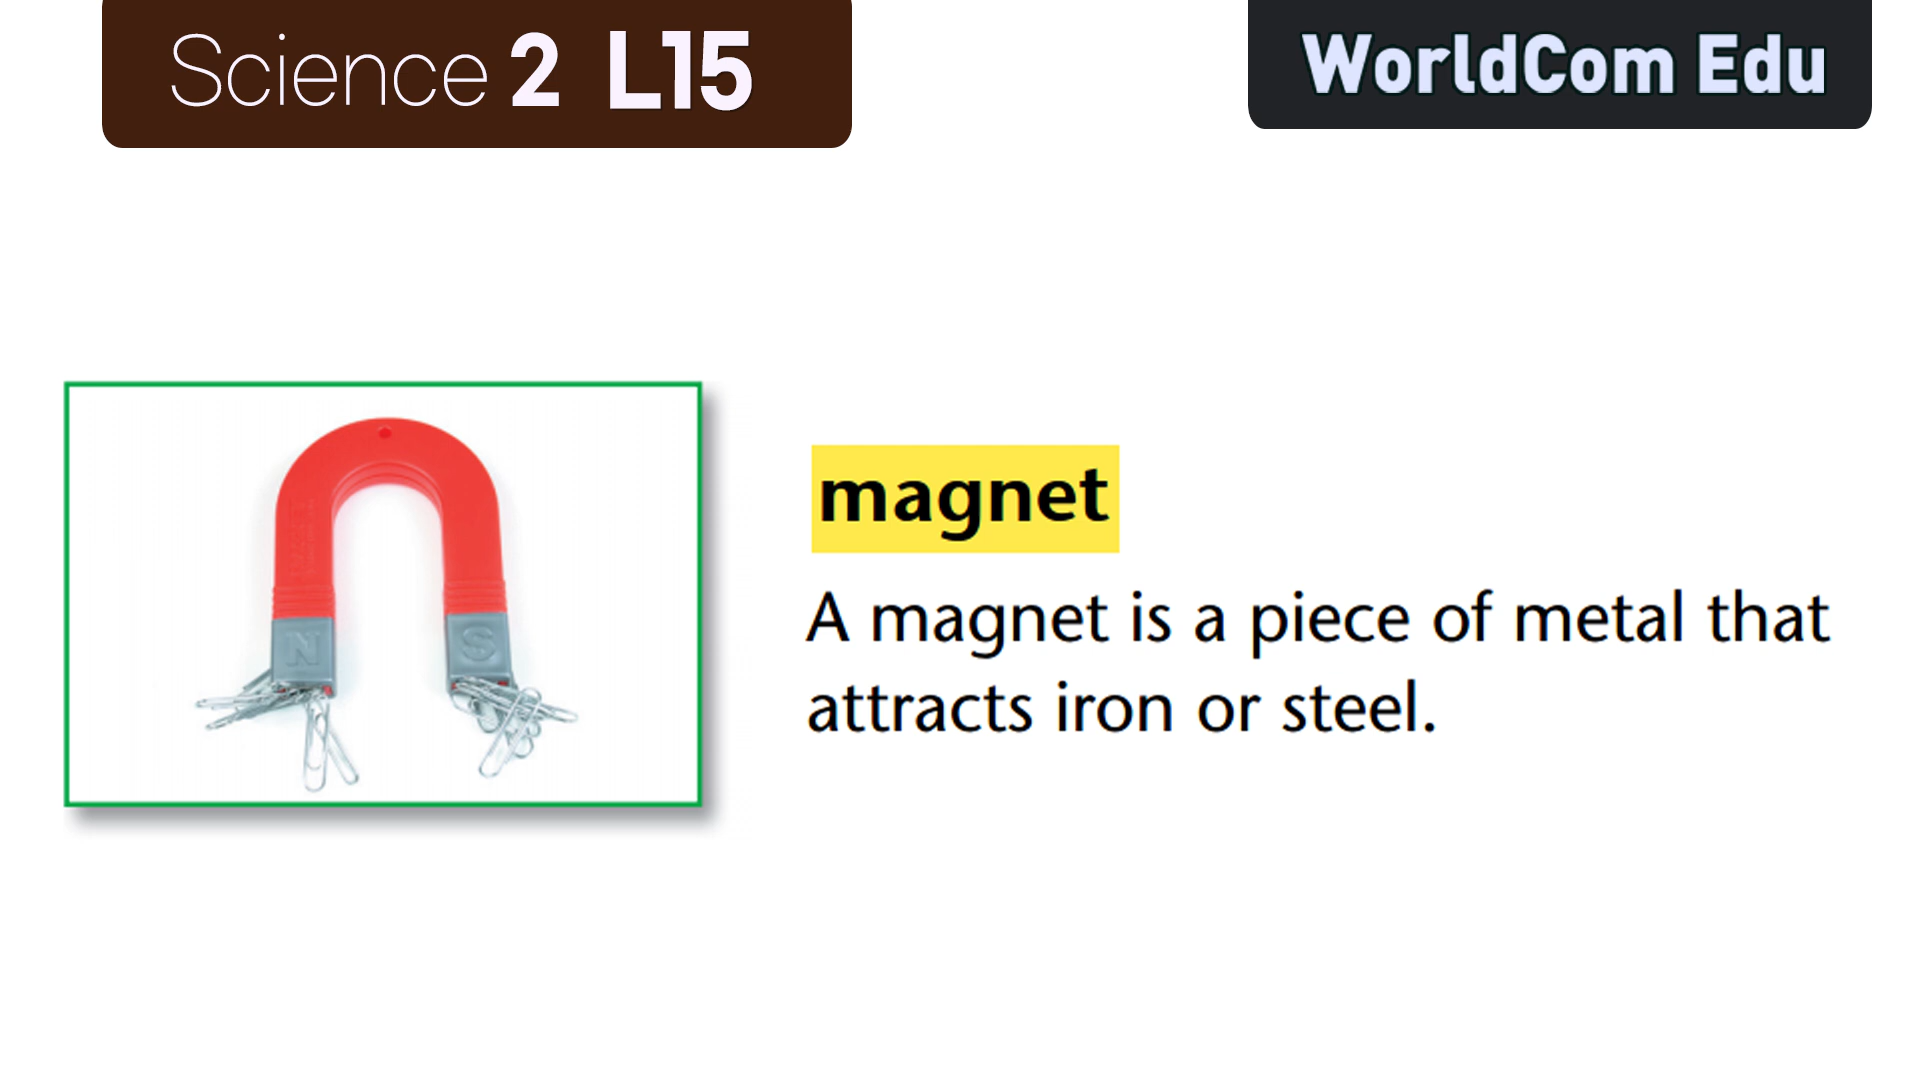 Science 2 L15
WorldCom Edu
N
S
magnet
A magnet is a piece of metal that
attracts iron or steel.